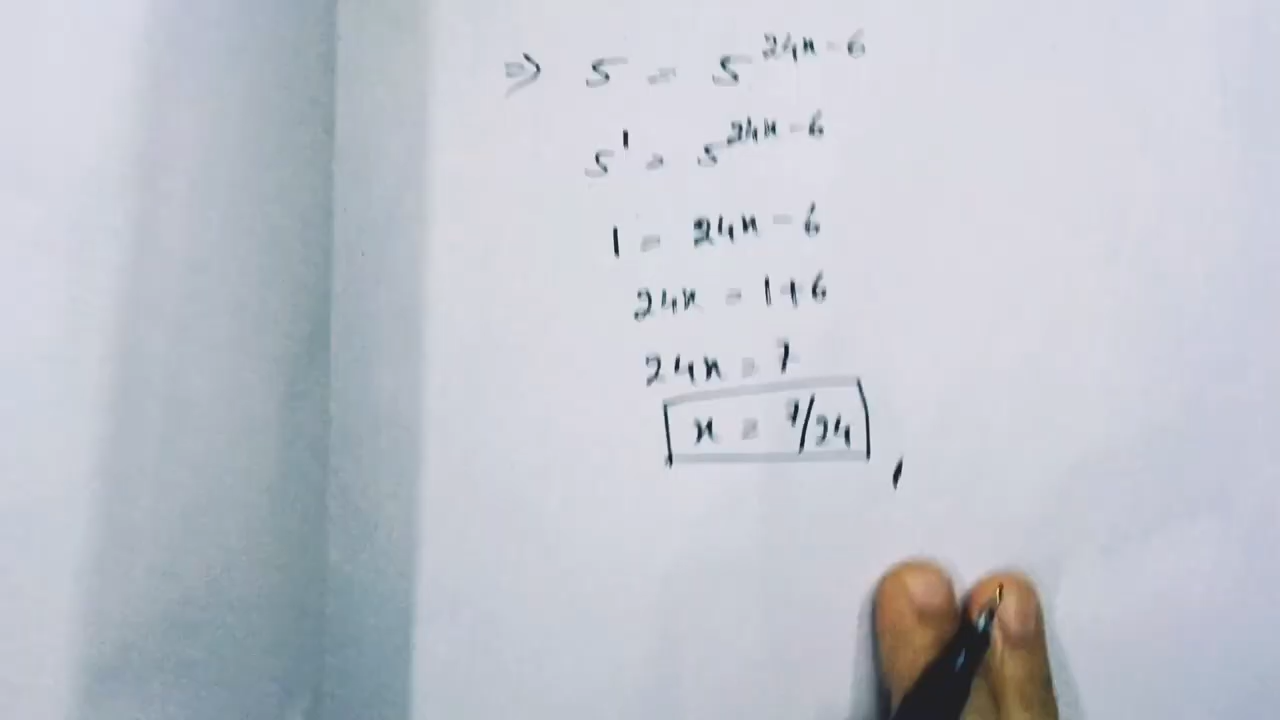 ⇒ 5 = 5^{24x-6}
5^1 = 5^{24x-6}
1 = 24x - 6
24x = 1+6
24x = 7
x = 7/24